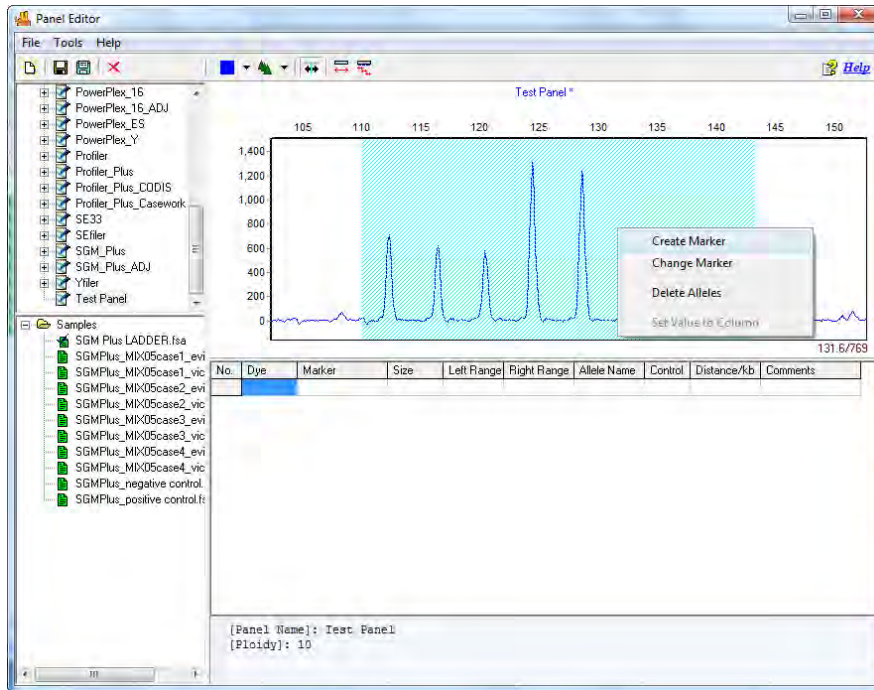 Panel Editor
File Tools Help
Help
PowerPlex_16
PowerPlex_16_ADJ
PowerPlex_ES
PowerPlex_Y
Profiler
Profiler_Plus
Profiler_Plus_CODIS
Profiler_Plus_Casework
SE33
SEfiler
SGM_Plus
SGM_Plus_ADJ
Yfiler
Test Panel
Samples
SGM Plus LADDER.fsa
SGMPlus_MIX05case1_evi
SGMPlus_MIX05case1_vic
SGMPlus_MIX05case2_evi
SGMPlus_MIX05case2_vic
SGMPlus_MIX05case3_evi
SGMPlus_MIX05case3_vic
SGMPlus_MIX05case4_evi
SGMPlus_MIX05case4_vic
SGMPlus_negative control.
SGMPlus_positive control.fs
Test Panel *
105 110 115 120 125 130 135 140 145 150
1,400
1,200
1,000
800
600
400
200
0
Create Marker
Change Marker
Delete Alleles
Set Value to Column
131.6/769
No. Dye Marker Size Left Range Right Range Allele Name Control Distance/kb Comments
[Panel Name]: Test Panel
[Ploidy]: 10